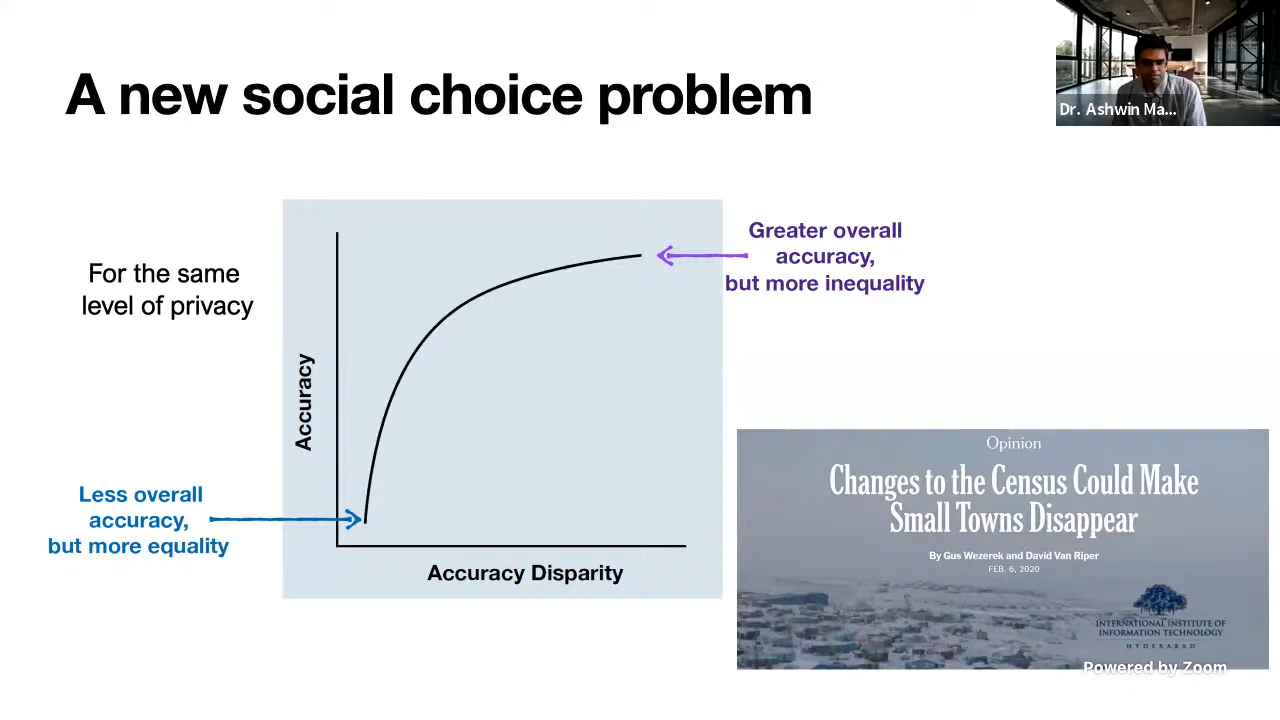 A new social choice problem
Dr. Ashwin Ma...
For the same
level of privacy
Greater overall
accuracy,
but more inequality
Accuracy
Less overall
accuracy,
but more equality
Accuracy Disparity
Opinion
Changes to the Census Could Make
Small Towns Disappear
By Gus Wezerek and David Van Riper
FEB. 6, 2020
INTERNATIONAL INSTITUTE OF
INFORMATION TECHNOLOGY
HYDERABAD
Powered by Zoom